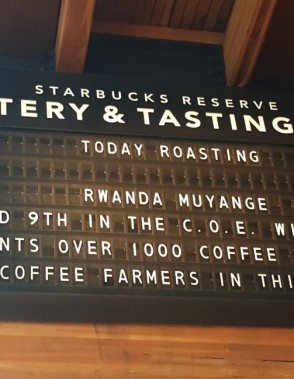 STARBUCKS RESERVE
TERY & TASTING
TODAY ROASTING
RWANDA MUYANGE
D 9TH IN THE C.O.E. WI
NTS OVER 1000 COFFEE
COFFEE FARMERS IN THI